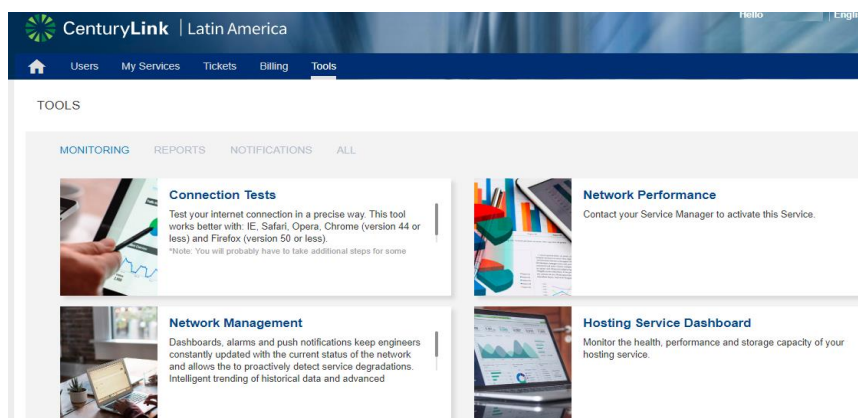 Hello
Engli
CenturyLink | Latin America
Users My Services Tickets Billing Tools
TOOLS
MONITORING REPORTS NOTIFICATIONS ALL
Connection Tests
Test your internet connection in a precise way. This tool
works better with: IE, Safari, Opera, Chrome (version 44 or
less) and Firefox (version 50 or less).
*Note: You will probably have to take additional steps for some
Network Performance
Contact your Service Manager to activate this Service.
Network Management
Dashboards, alarms and push notifications keep engineers
constantly updated with the current status of the network
and allows the to proactively detect service degradations.
Intelligent trending of historical data and advanced
Hosting Service Dashboard
Monitor the health, performance and storage capacity of your
hosting service.